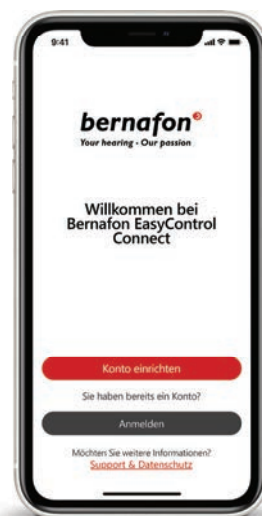 9:41
bernafon
Your hearing • Our passion
Willkommen bei
Bernafon EasyControl
Connect
Konto einrichten
Sie haben bereits ein Konto?
Anmelden
Möchten Sie weitere Informationen?
Support & Datenschutz